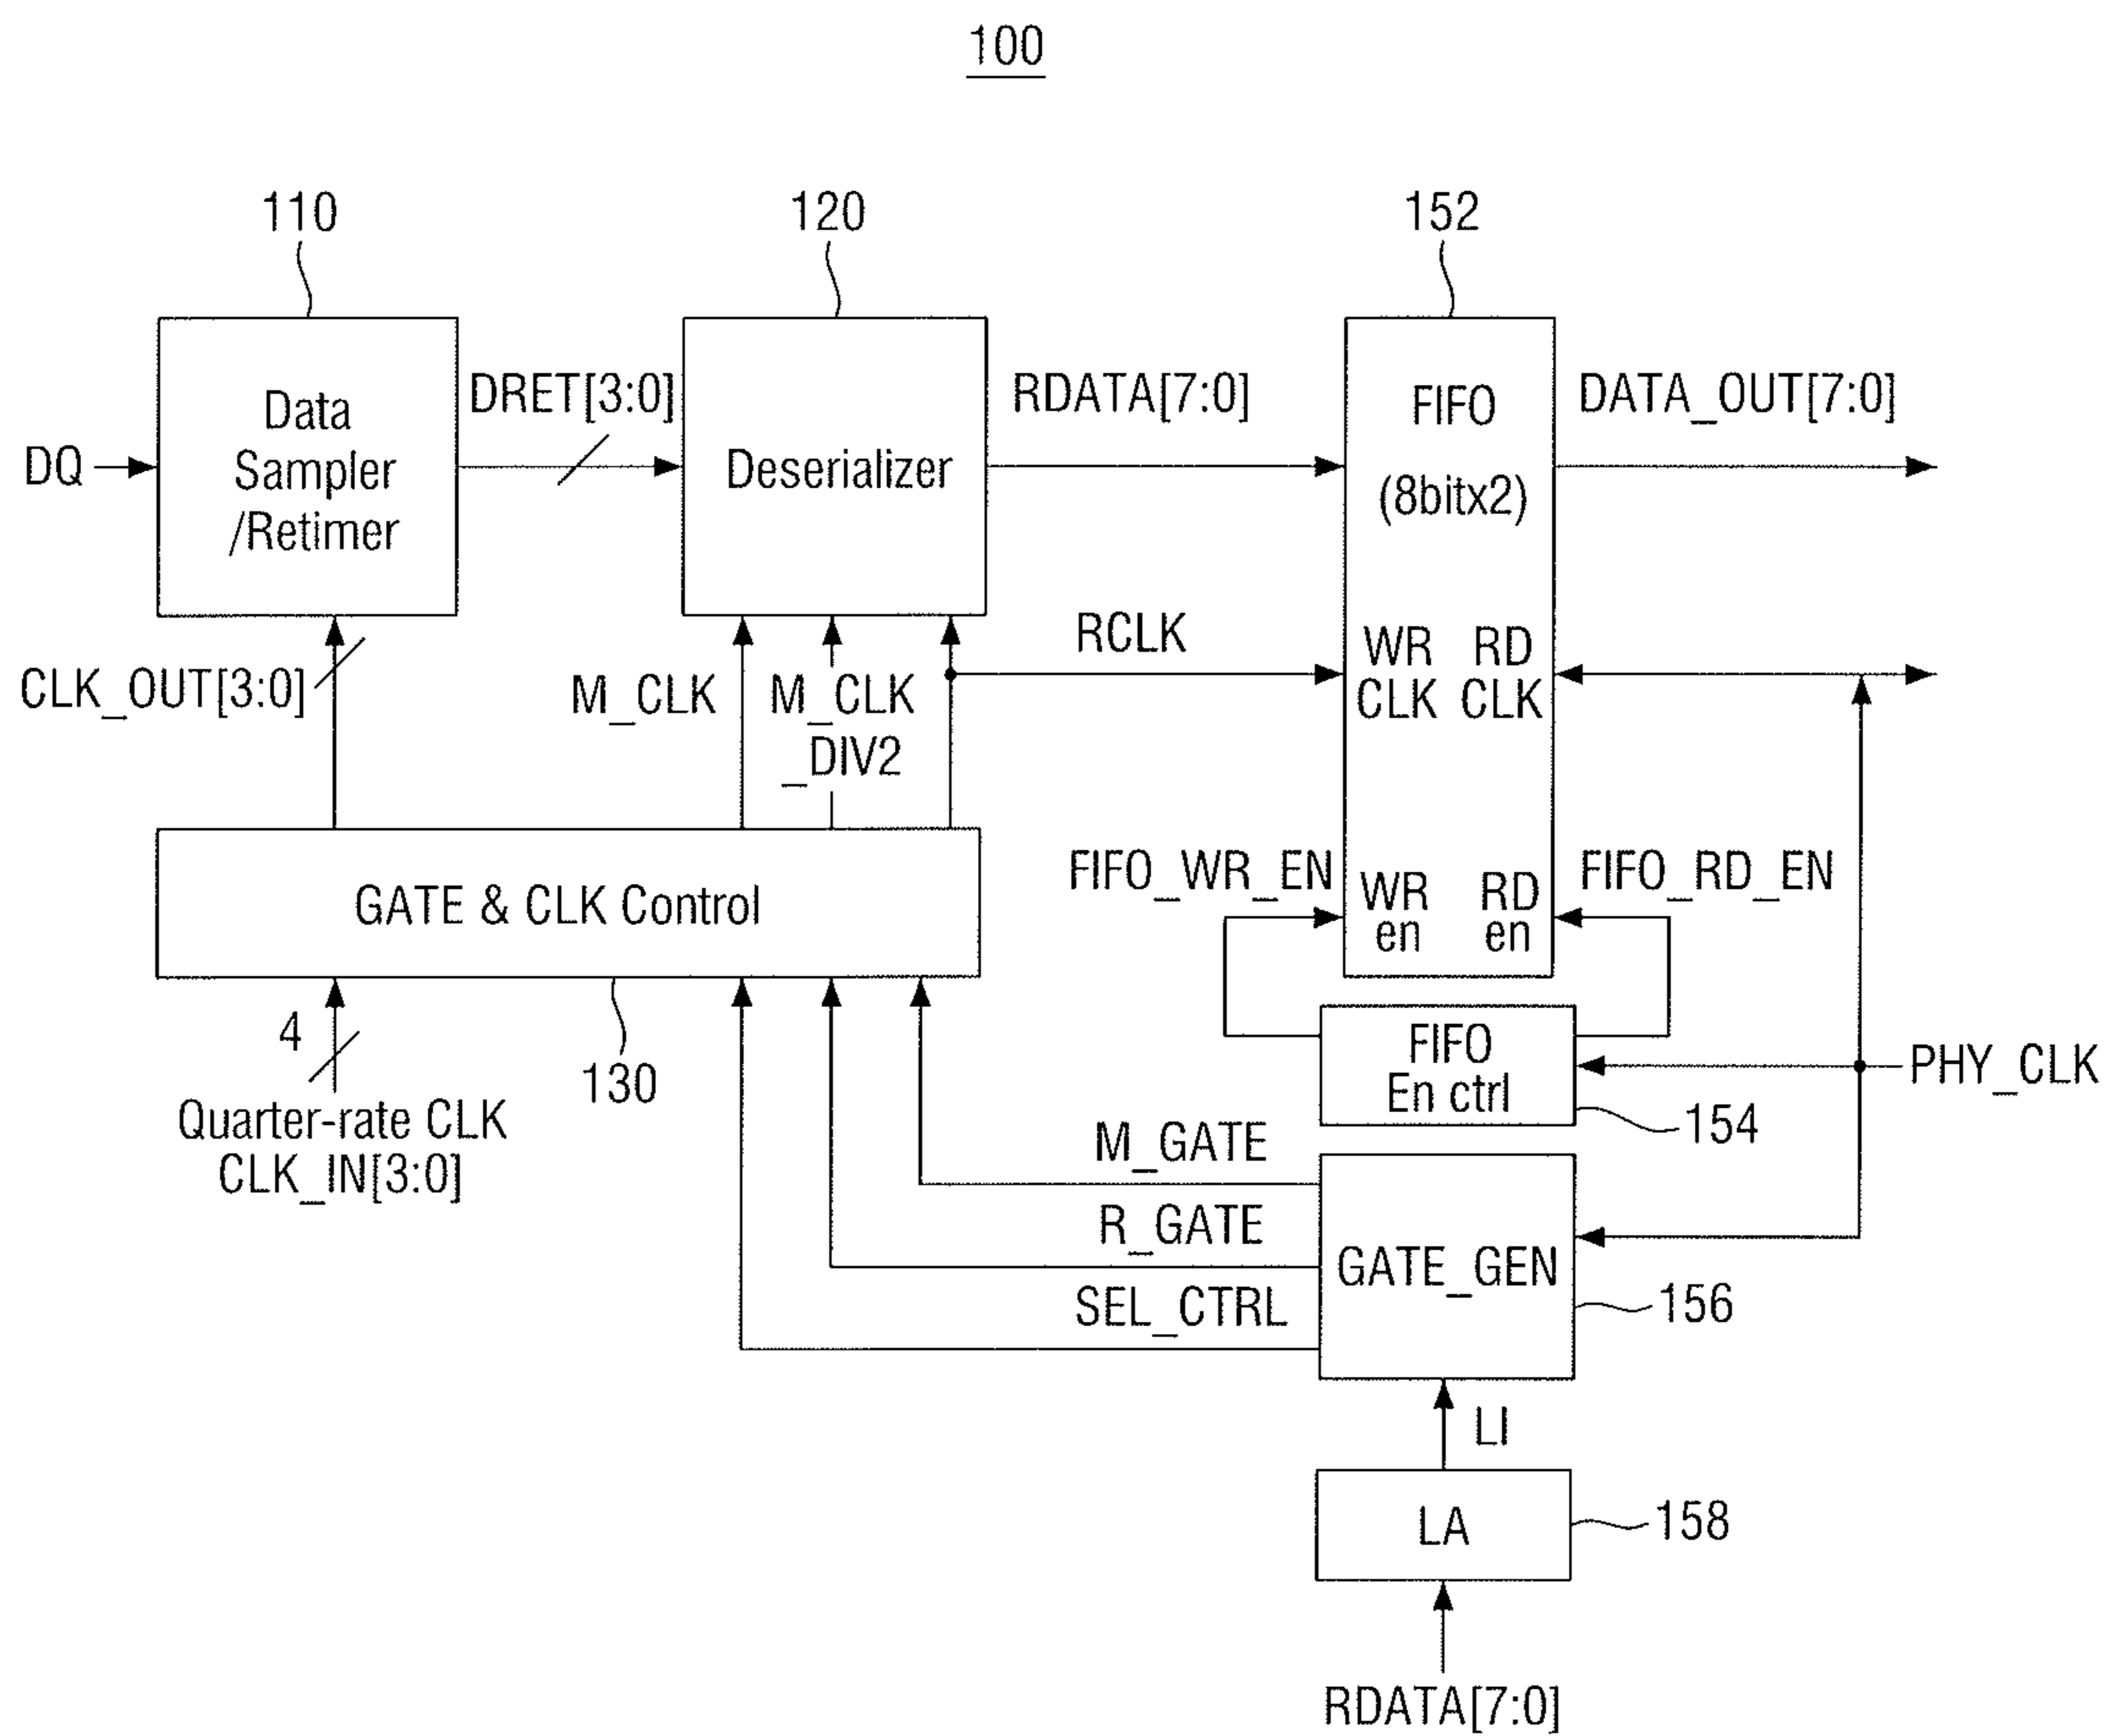 100
110
120
152
DQ
Data
Sampler
/Retimer
DRET[3:0]
Deserializer
RDATA[7:0]
FIFO
(8bitx2)
DATA_OUT[7:0]
CLK_OUT[3:0]
M_CLK
M_CLK
_DIV2
RCLK
WR
CLK
RD
CLK
GATE & CLK Control
FIFO_WR_EN
WR
en
RD
en
FIFO_RD_EN
4
130
Quarter-rate CLK
CLK_IN[3:0]
FIFO
En ctrl
PHY_CLK
154
M_GATE
R_GATE
SEL_CTRL
GATE_GEN
156
LI
LA
158
RDATA[7:0]